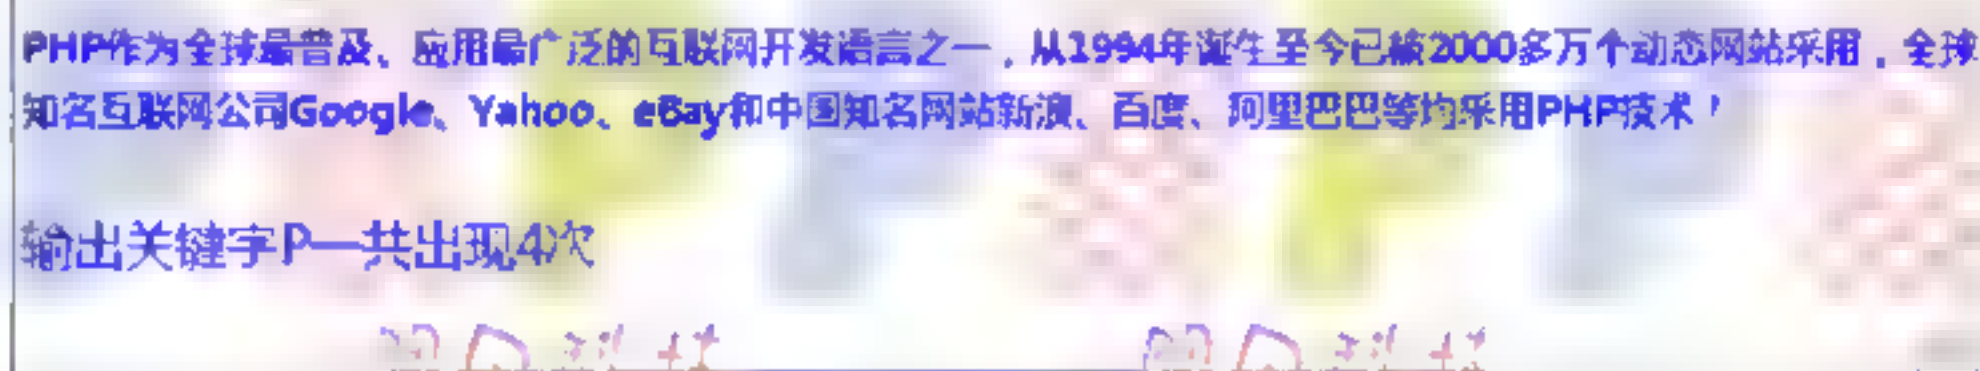 PHP作为全球最普及、应用最广泛的互联网开发语言之一，从1994年诞生至今已被2000多万个动态网站采用，全球
知名互联网公司Google、Yahoo、eBay和中国知名网站新浪、百度、阿里巴巴等均采用PHP技术！
输出关键字P一共出现4次